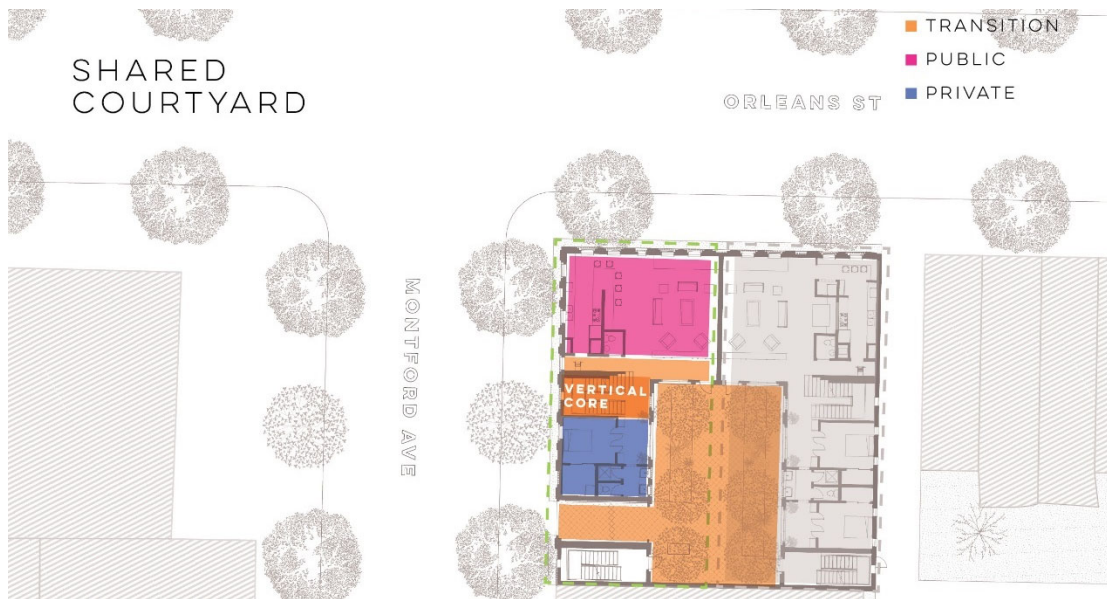 SHARED
COURTYARD
TRANSITION
PUBLIC
PRIVATE
ORLEANS ST
MONTFORD AVE
VERTICAL
CORE